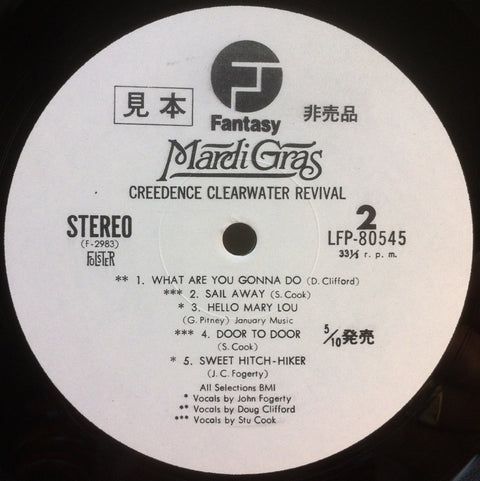 見本
非売品
Fantasy
Mardi Gras
CREEDENCE CLEARWATER REVIVAL
STEREO
(F-2983)
FOLSTER
2
LFP-80545
33⅓ r. p. m.
** 1. WHAT ARE YOU GONNA DO (D. Clifford)
*** 2. SAIL AWAY (S. Cook)
* 3. HELLO MARY LOU
(G. Pitney) January Music
*** 4. DOOR TO DOOR
(S. Cook)
5/10発売
* 5. SWEET HITCH-HIKER
(J. C. Fogerty)
All Selections BMI
* Vocals by John Fogerty
** Vocals by Doug Clifford
*** Vocals by Stu Cook